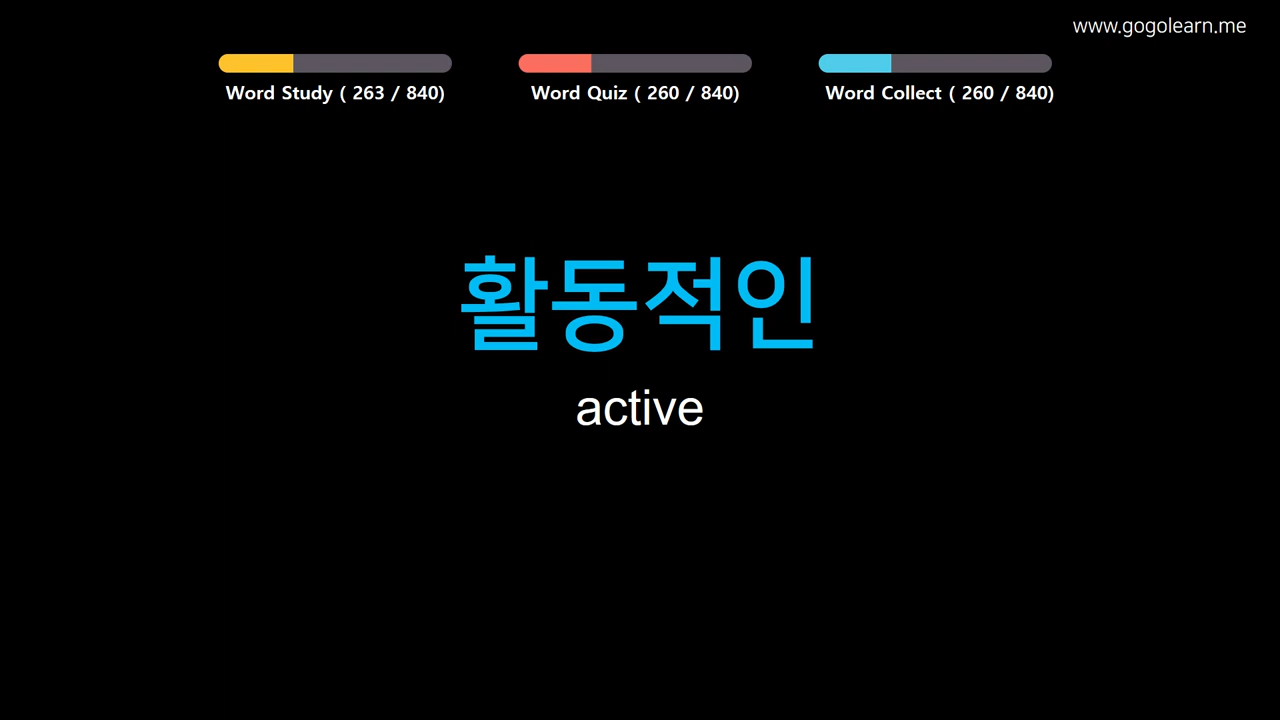 www.gogolearn.me
Word Study ( 263 / 840)
Word Quiz ( 260 / 840)
Word Collect ( 260 / 840)
활동적인
active